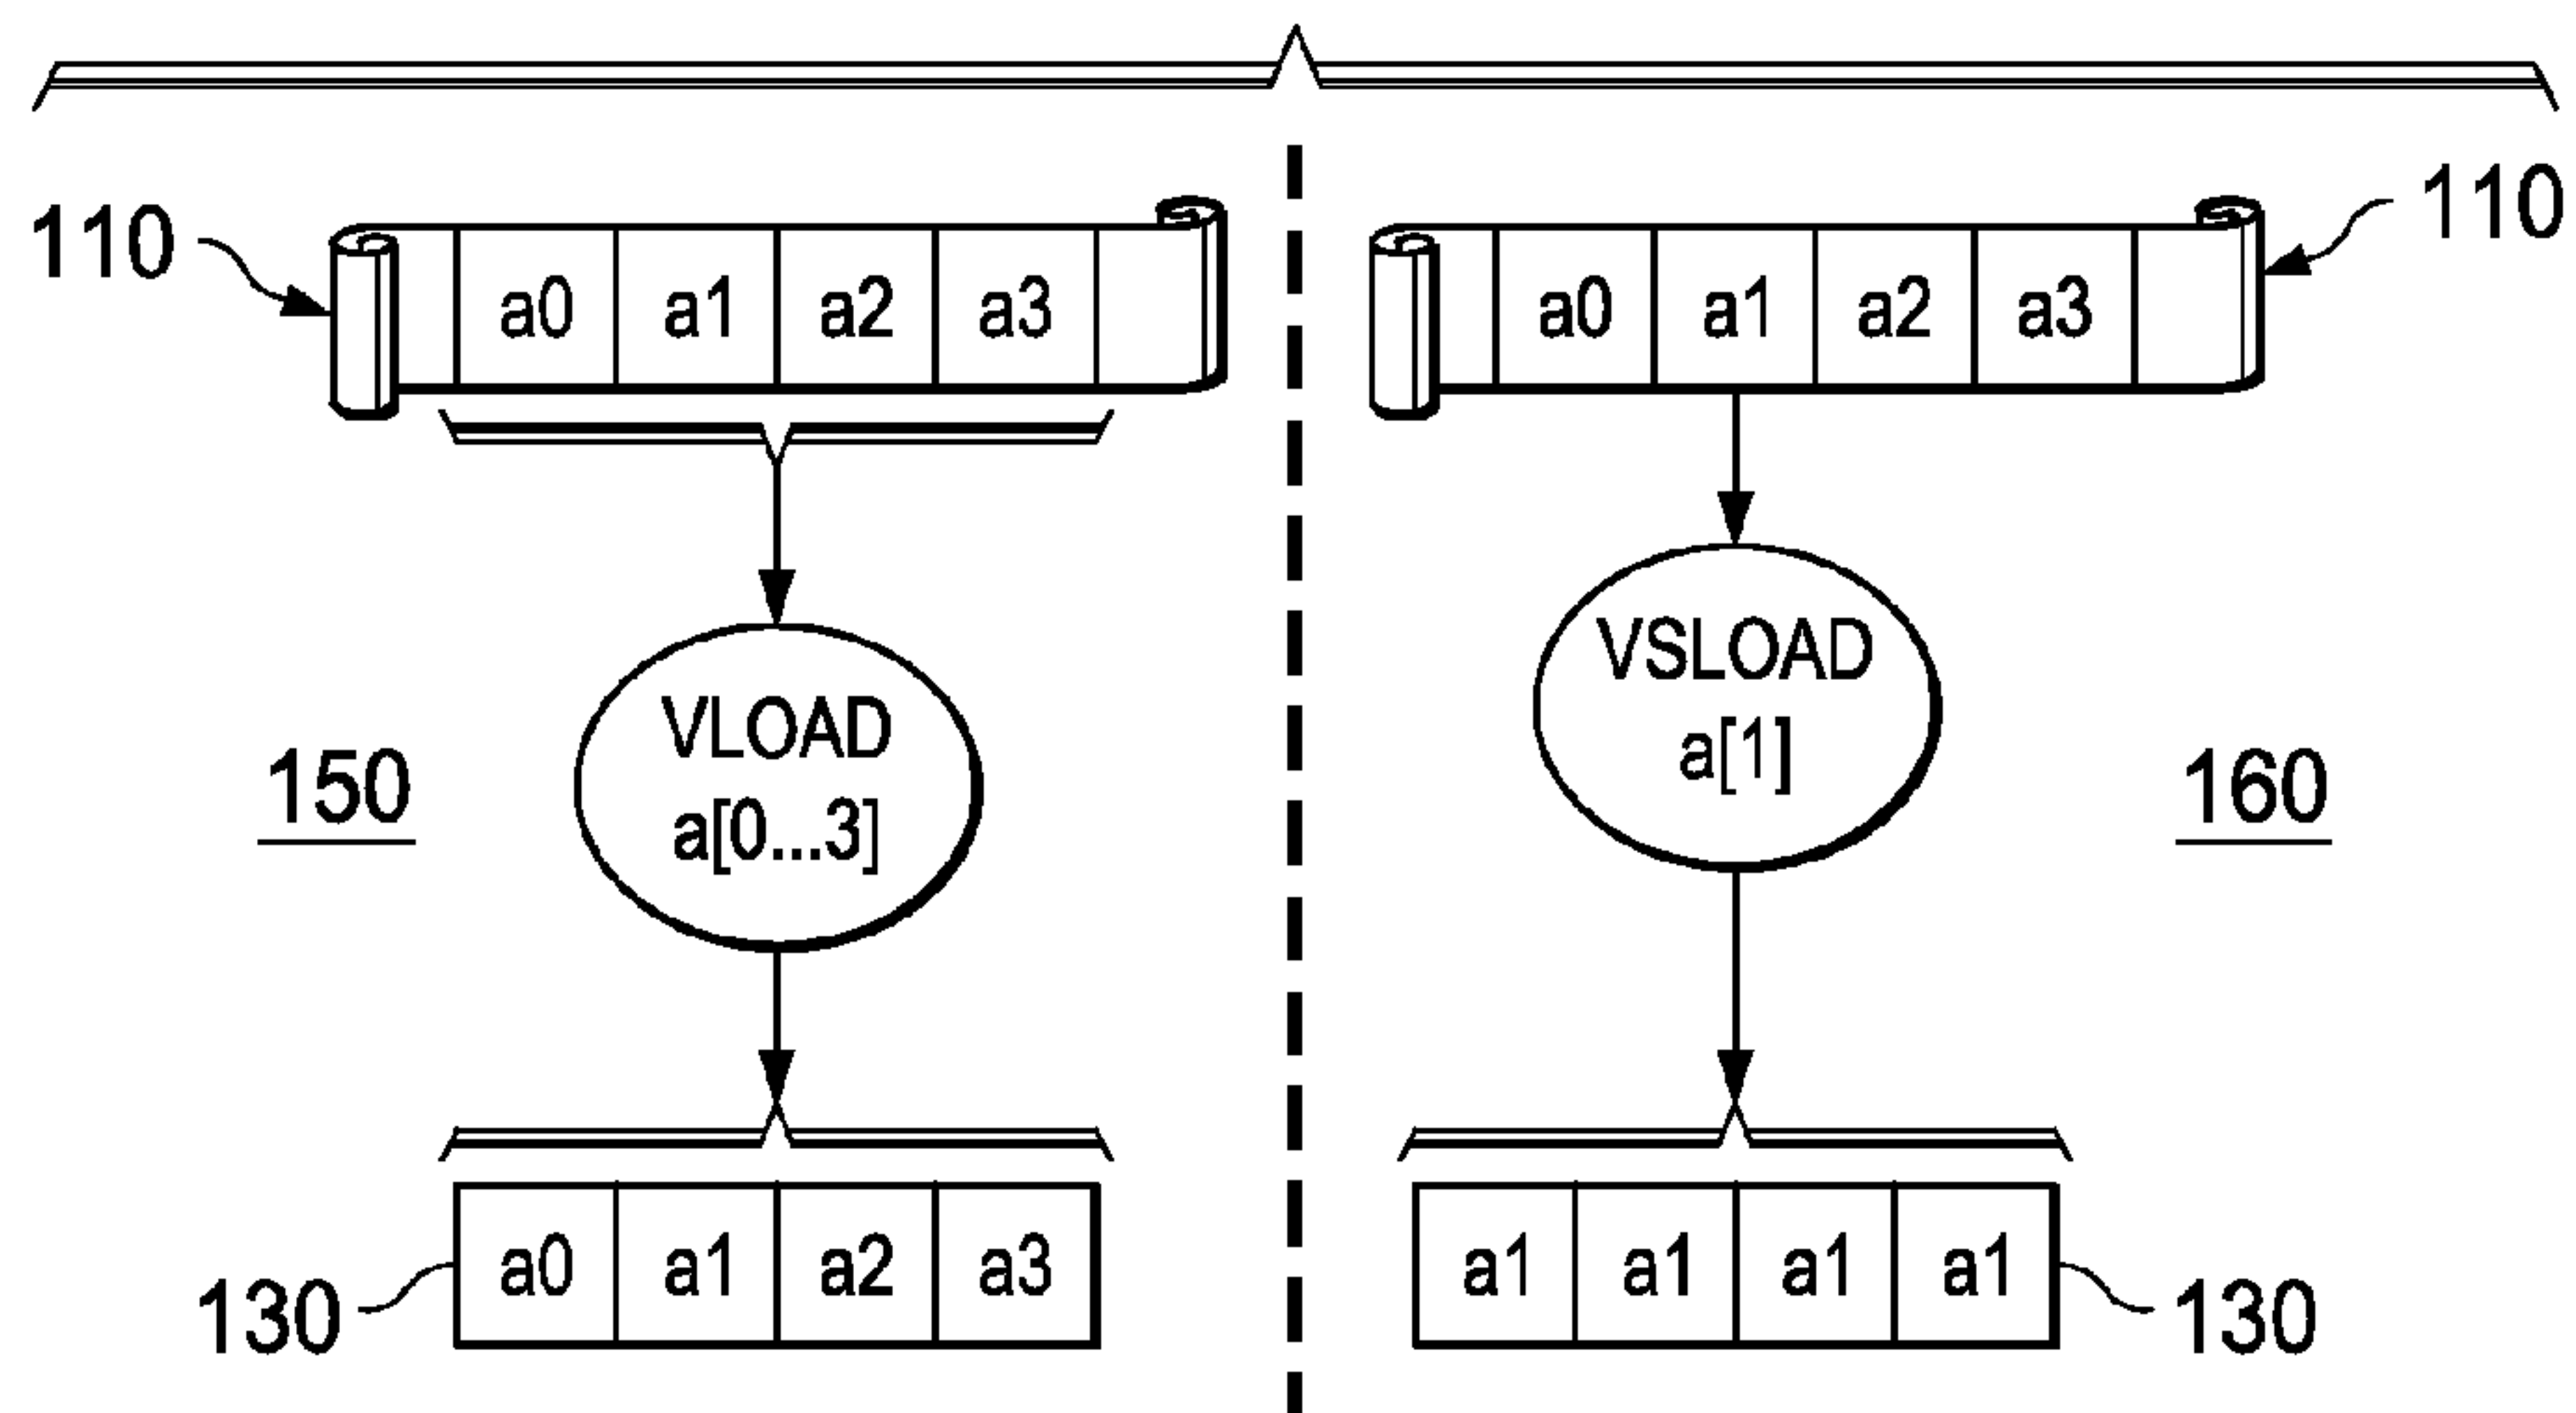 110 a0 a1 a2 a3
VLOAD
a[0...3]
150
a0 a1 a2 a3
130
a0 a1 a2 a3 110
VSLOAD
a[1]
160
a1 a1 a1 a1
130